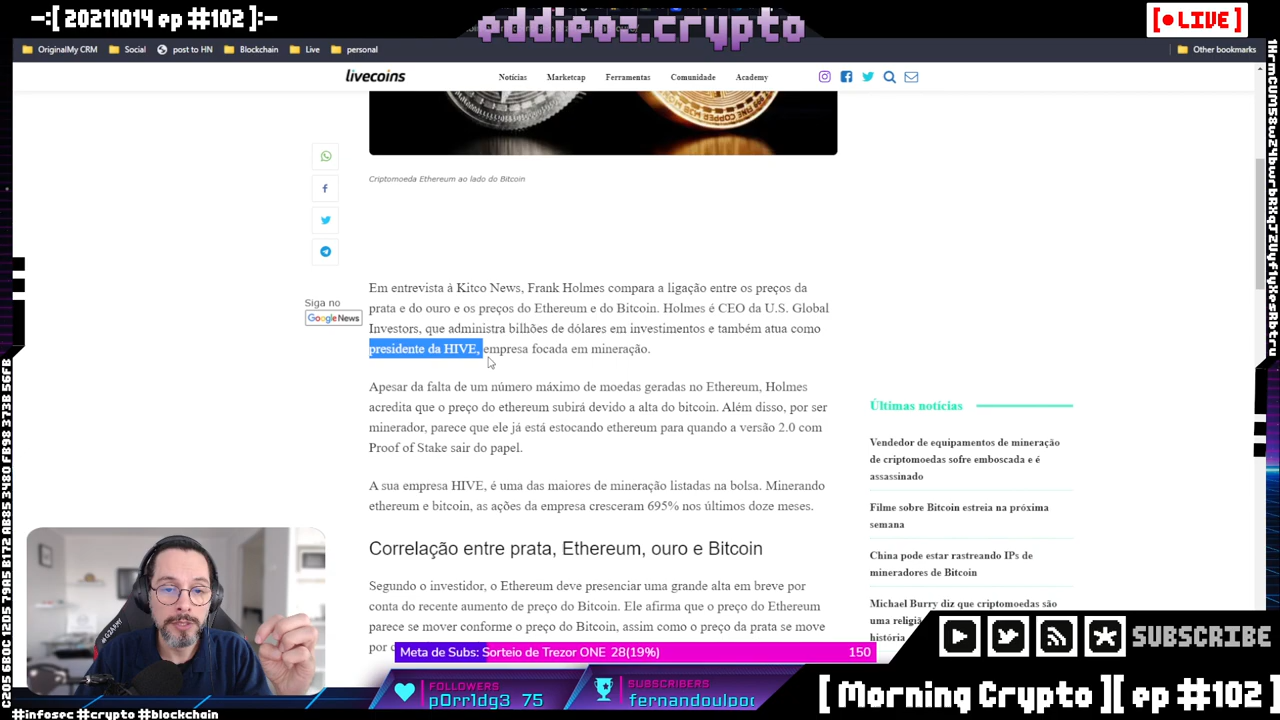 -:[ 20211014 ep #102 ]:-
eddieoz.crypto
[ • LIVE ]
OriginalMy CRM
Social
post to HN
Blockchain
Live
personal
Other bookmarks
livecoins
Notícias
Marketcap
Ferramentas
Comunidade
Academy
Criptomoeda Ethereum ao lado do Bitcoin
Em entrevista à Kitco News, Frank Holmes compara a ligação entre os preços da
prata e do ouro e os preços do Ethereum e do Bitcoin. Holmes é CEO da U.S. Global
Investors, que administra bilhões de dólares em investimentos e também atua como
presidente da HIVE, empresa focada em mineração.
Siga no
Google News
Apesar da falta de um número máximo de moedas geradas no Ethereum, Holmes
acredita que o preço do ethereum subirá devido a alta do bitcoin. Além disso, por ser
minerador, parece que ele já está estocando ethereum para quando a versão 2.0 com
Proof of Stake sair do papel.
A sua empresa HIVE, é uma das maiores de mineração listadas na bolsa. Minerando
ethereum e bitcoin, as ações da empresa cresceram 695% nos últimos doze meses.
Correlação entre prata, Ethereum, ouro e Bitcoin
Segundo o investidor, o Ethereum deve presenciar uma grande alta em breve por
conta do recente aumento de preço do Bitcoin. Ele afirma que o preço do Ethereum
parece se mover conforme o preço do Bitcoin, assim como o preço da prata se move
por
Últimas notícias
Vendedor de equipamentos de mineração
de criptomoedas sofre emboscada e é
assassinado
Filme sobre Bitcoin estreia na próxima
semana
China pode estar rastreando IPs de
mineradores de Bitcoin
Michael Burry diz que criptomoedas são
uma religiã
história
Meta de Subs: Sorteio de Trezor ONE 28(19%)
150
FOLLOWERS
p0rr1dg3_75
SUBSCRIBERS
fernandoulpoc
SUBSCRIBE
[ Morning Crypto ][ ep #102 ]
#infosec #crypto #blockchain